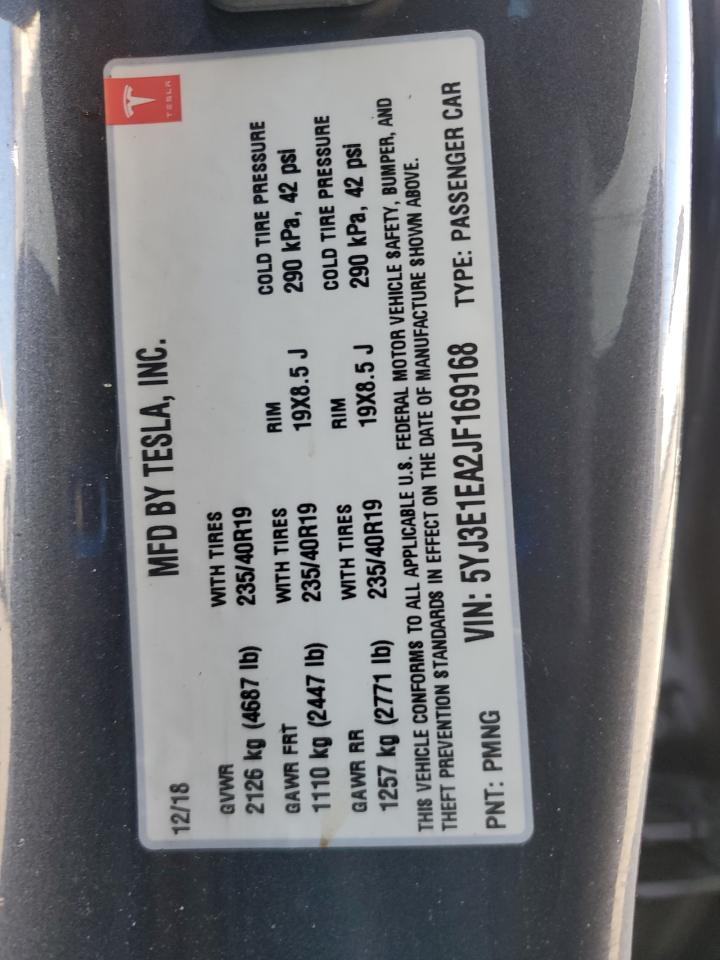 TESLA
MFD BY TESLA, INC.
12/18
GVWR WITH TIRES
2126 kg (4687 lb) 235/40R19
COLD TIRE PRESSURE
GAWR FRT WITH TIRES RIM 290 kPa, 42 psi
1110 kg (2447 lb) 235/40R19 19X8.5 J
COLD TIRE PRESSURE
GAWR RR WITH TIRES RIM 290 kPa, 42 psi
1257 kg (2771 lb) 235/40R19 19X8.5 J
THIS VEHICLE CONFORMS TO ALL APPLICABLE U.S. FEDERAL MOTOR VEHICLE SAFETY, BUMPER, AND
THEFT PREVENTION STANDARDS IN EFFECT ON THE DATE OF MANUFACTURE SHOWN ABOVE.
PNT: PMNG VIN: 5YJ3E1EA2JF169168 TYPE: PASSENGER CAR